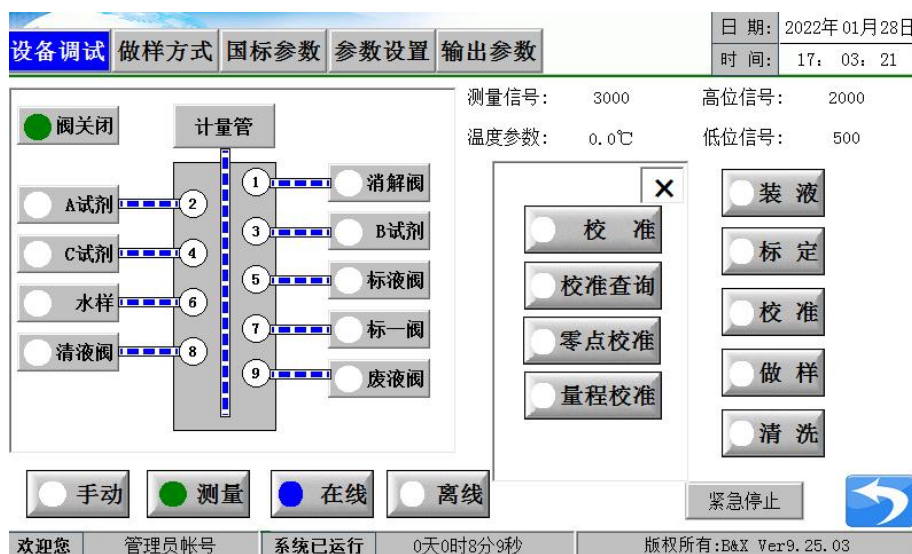 日 期: 2022年01月28日
设备调试 做样方式 国标参数 参数设置 输出参数
时 间: 17: 03: 21
测量信号: 3000 高位信号: 2000
温度参数: 0.0℃ 低位信号: 500
阀关闭 计量管
1 消解阀
A试剂 2
3 B试剂
C试剂 4
5 标液阀
水样 6
7 标一阀
清液阀 8
9 废液阀
×
校 准
校准查询
零点校准
量程校准
装 液
标 定
校 准
做 样
清 洗
手动 测量 在线 离线
紧急停止
欢迎您 管理员帐号 系统已运行 0天0时8分9秒 版权所有:B&X Ver9.25.03